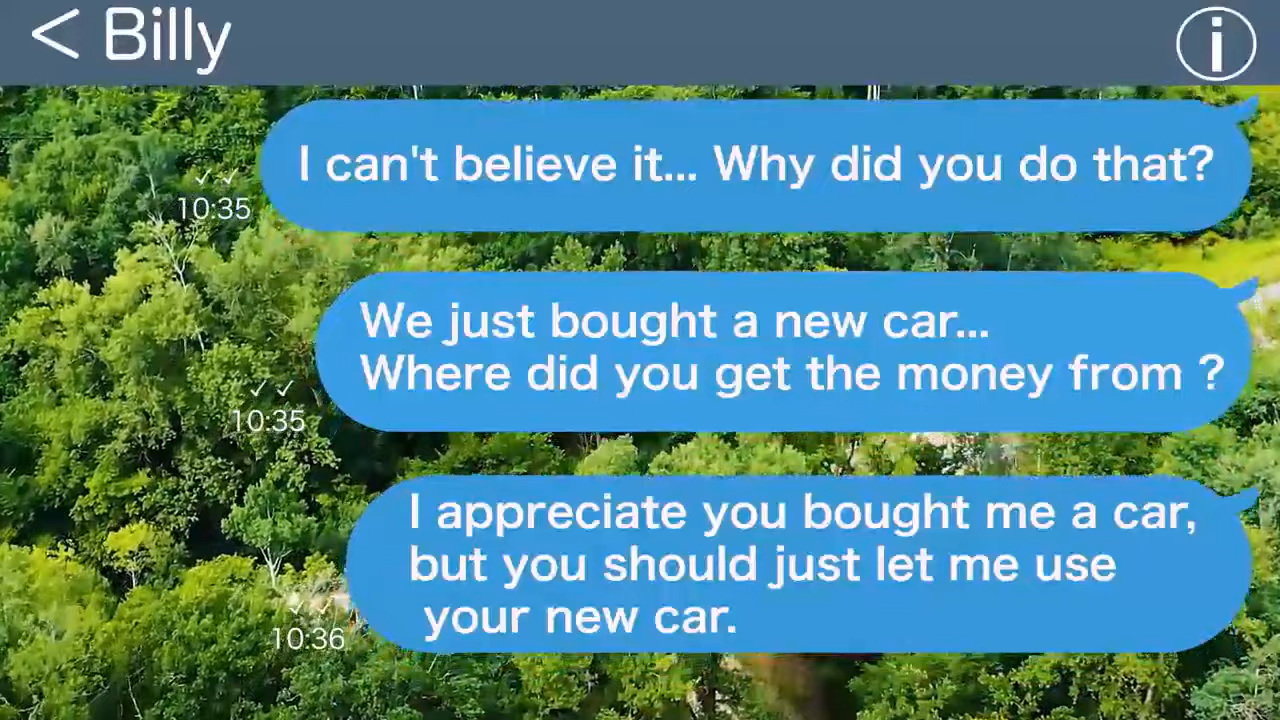 < Billy
I can't believe it... Why did you do that?
10:35
We just bought a new car...
Where did you get the money from ?
10:35
I appreciate you bought me a car,
but you should just let me use
your new car.
10:36